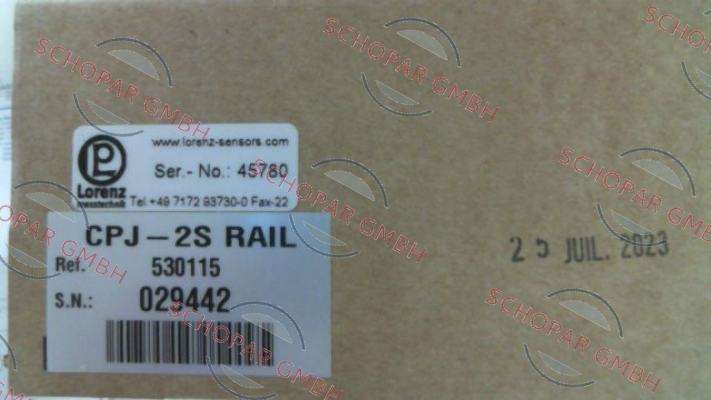 www.lorenz-sensors.com
Ser.- No.: 45780
Lorenz
messtechnik
Tel.+49 7172 93730-0 Fax-22
CPJ-2S RAIL
Ref. 530115
S.N.: 029442
25 JUIL. 2023
SCHOPAR GMBH
SCHOPAR GMBH
SCHOPAR GMBH
SCHOPAR GMBH
SCHOPAR GMBH
SCHOPAR GMBH
SCHOPAR GMBH